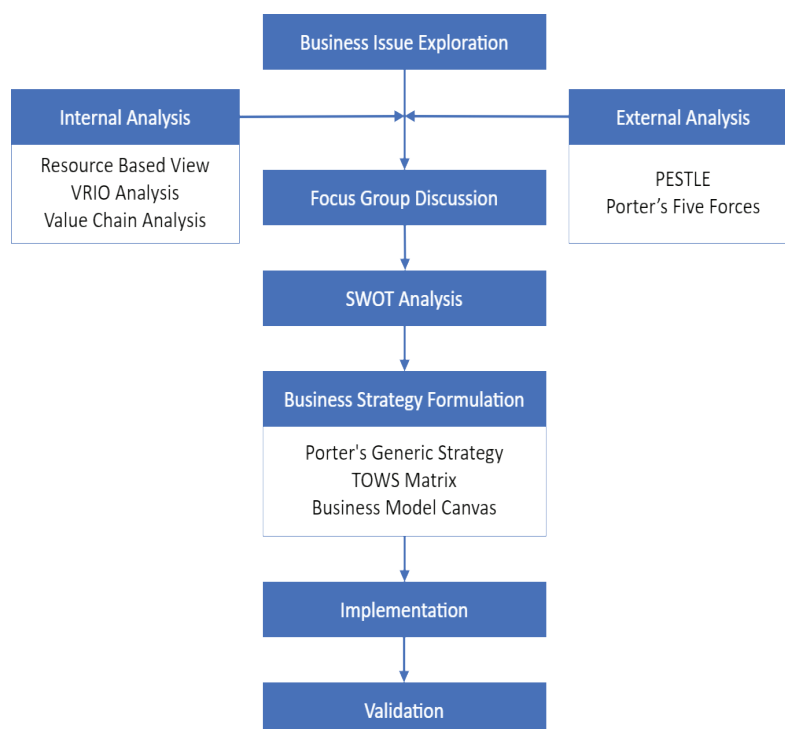 Business Issue Exploration
Internal Analysis
Resource Based View
VRIO Analysis
Value Chain Analysis
External Analysis
PESTLE
Porter’s Five Forces
Focus Group Discussion
SWOT Analysis
Business Strategy Formulation
Porter's Generic Strategy
TOWS Matrix
Business Model Canvas
Implementation
Validation